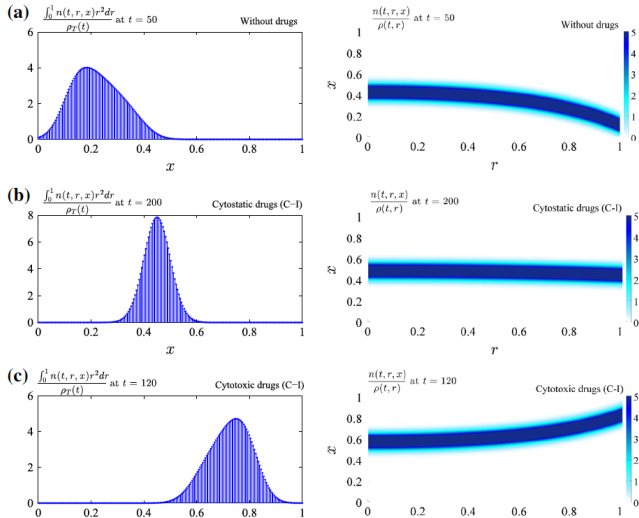 (a) ∫₀¹ n(t, r, x)r²dr / ρ_T(t) at t = 50 Without drugs
6
4
2
0
0 0.2 0.4 0.6 0.8 1
x
n(t, r, x) / ρ(t, r) at t = 50 Without drugs
1
0.8
0.6
0.4
0.2
0
x
0 0.2 0.4 0.6 0.8 1
r
5
4
3
2
1
0
(b) ∫₀¹ n(t, r, x)r²dr / ρ_T(t) at t = 200 Cytostatic drugs (C−I)
8
6
4
2
0
0 0.2 0.4 0.6 0.8 1
x
n(t, r, x) / ρ(t, r) at t = 200 Cytostatic drugs (C-I)
1
0.8
0.6
0.4
0.2
0
x
0 0.2 0.4 0.6 0.8 1
r
5
4
3
2
1
0
(c) ∫₀¹ n(t, r, x)r²dr / ρ_T(t) at t = 120 Cytotoxic drugs (C−I)
6
4
2
0
0 0.2 0.4 0.6 0.8 1
x
n(t, r, x) / ρ(t, r) at t = 120 Cytotoxic drugs (C-I)
1
0.8
0.6
0.4
0.2
0
x
0 0.2 0.4 0.6 0.8 1
r
5
4
3
2
1
0